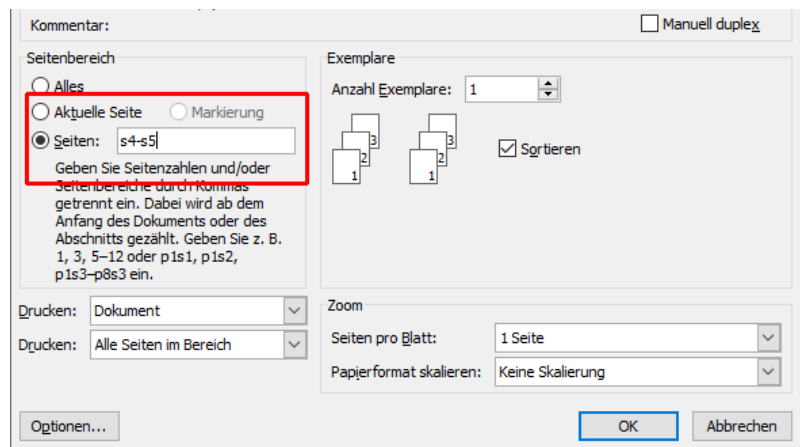 Kommentar:
Manuell duplex
Seitenbereich
Alles
Aktuelle Seite Markierung
Seiten: s4-s5
Geben Sie Seitenzahlen und/oder
Seitenbereiche durch Kommas
getrennt ein. Dabei wird ab dem
Anfang des Dokuments oder des
Abschnitts gezählt. Geben Sie z. B.
1, 3, 5–12 oder p1s1, p1s2,
p1s3–p8s3 ein.
Exemplare
Anzahl Exemplare: 1
3 3
2 2
1 1
Sortieren
Drucken: Dokument
Drucken: Alle Seiten im Bereich
Zoom
Seiten pro Blatt: 1 Seite
Papierformat skalieren: Keine Skalierung
Optionen...
OK Abbrechen